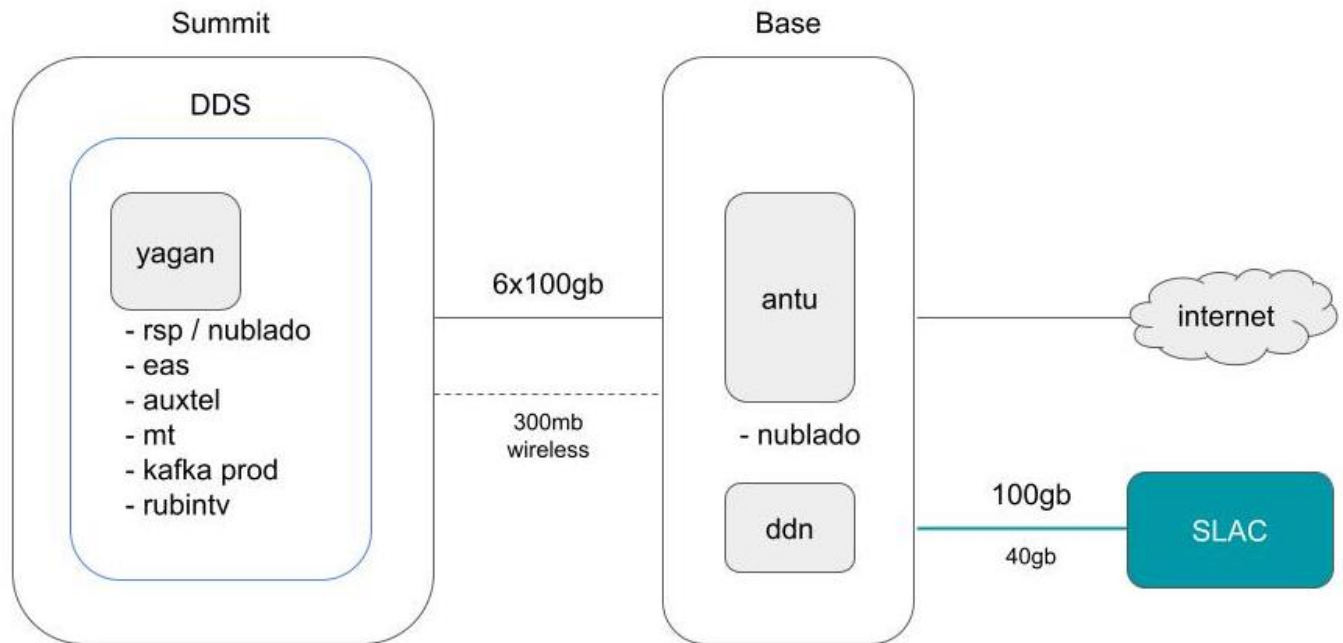 Summit
Base
DDS
yagan
- rsp / nublado
- eas
- auxtel
- mt
- kafka prod
- rubintv
6x100gb
300mb
wireless
antu
- nublado
ddn
internet
100gb
40gb
SLAC